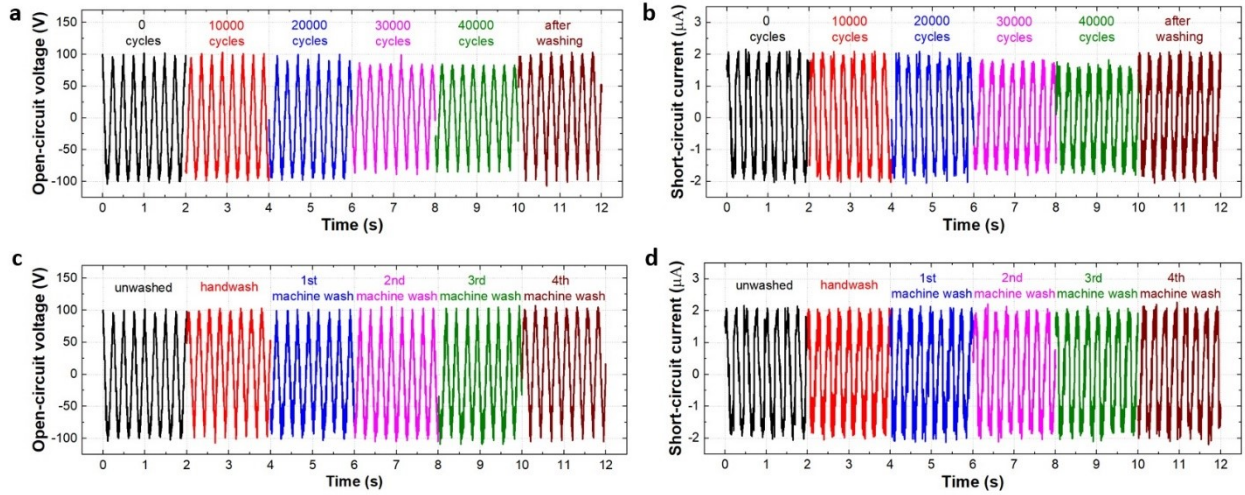 a
Open-circuit voltage (V)
150
100
50
0
-50
-100
0 cycles
10000 cycles
20000 cycles
30000 cycles
40000 cycles
after washing
0 1 2 3 4 5 6 7 8 9 10 11 12
Time (s)
b
Short-circuit current (μA)
3
2
1
0
-1
-2
0 cycles
10000 cycles
20000 cycles
30000 cycles
40000 cycles
after washing
0 1 2 3 4 5 6 7 8 9 10 11 12
Time (s)
c
Open-circuit voltage (V)
150
100
50
0
-50
-100
unwashed
handwash
1st machine wash
2nd machine wash
3rd machine wash
4th machine wash
0 1 2 3 4 5 6 7 8 9 10 11 12
Time (s)
d
Short-circuit current (μA)
3
2
1
0
-1
-2
unwashed
handwash
1st machine wash
2nd machine wash
3rd machine wash
4th machine wash
0 1 2 3 4 5 6 7 8 9 10 11 12
Time (s)